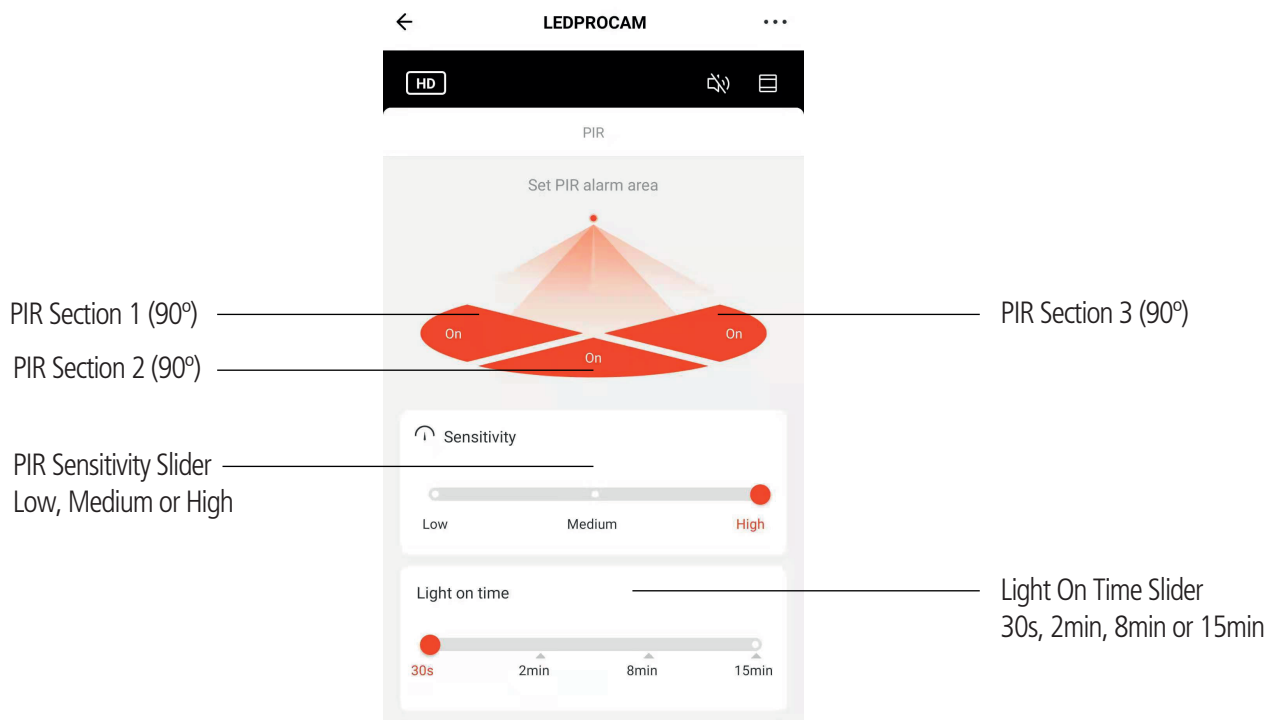 LEDPROCAM
HD
PIR
Set PIR alarm area
PIR Section 1 (90º)
PIR Section 3 (90º)
On
On
PIR Section 2 (90º)
On
Sensitivity
PIR Sensitivity Slider
Low, Medium or High
Low
Medium
High
Light on time
Light On Time Slider
30s, 2min, 8min or 15min
30s
2min
8min
15min